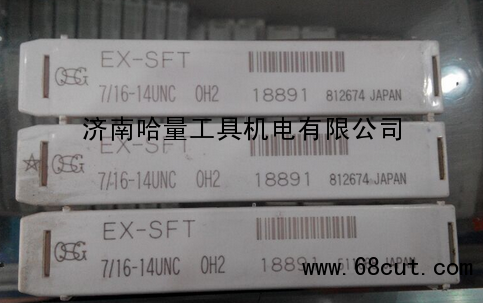 EX-SFT
OSG
7/16-14UNC OH2 18891 812674 JAPAN
济南哈量工具机电有限公司
EX-SFT
OSG
7/16-14UNC OH2 18891 812674 JAPAN
EX-SFT
OSG
7/16-14UNC OH2 18891 JAPAN
www.68cut.com